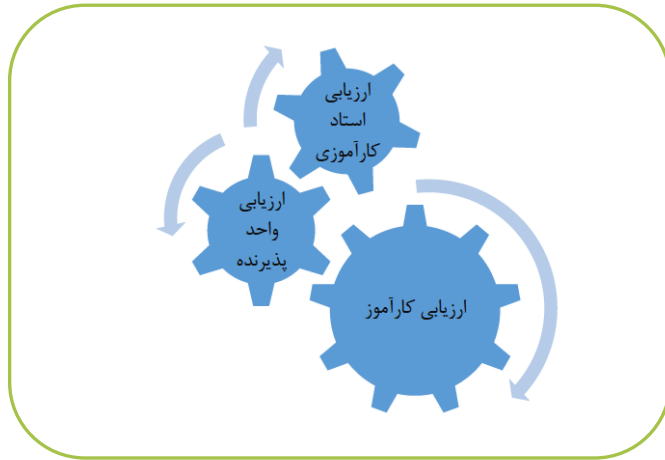 ارزیابی
استاد
کارآموزی
ارزیابی
واحد
پذیرنده
ارزیابی کارآموز